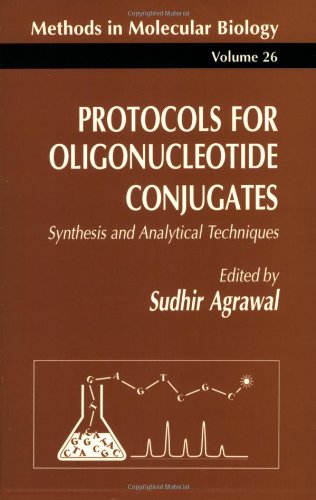 Methods in Molecular Biology
Volume 26
PROTOCOLS FOR
OLIGONUCLEOTIDE
CONJUGATES
Synthesis and Analytical Techniques
Edited by
Sudhir Agrawal
G A G T C G C